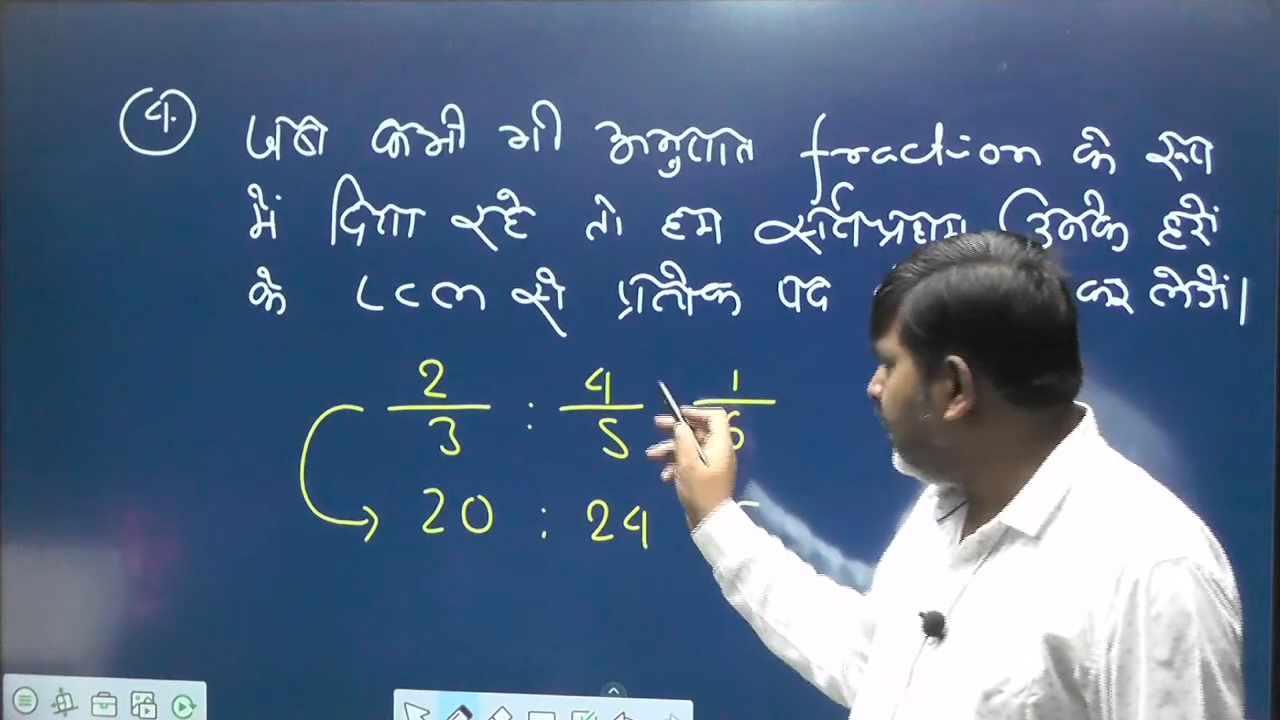 4.
जब कभी भी अनुपात fraction के रूप
में दिया रहे तो हम सर्वप्रथम उनके हरों
के LCM से प्रत्येक पद कर लेगें।
2/3 : 4/5 1/6
20 : 24